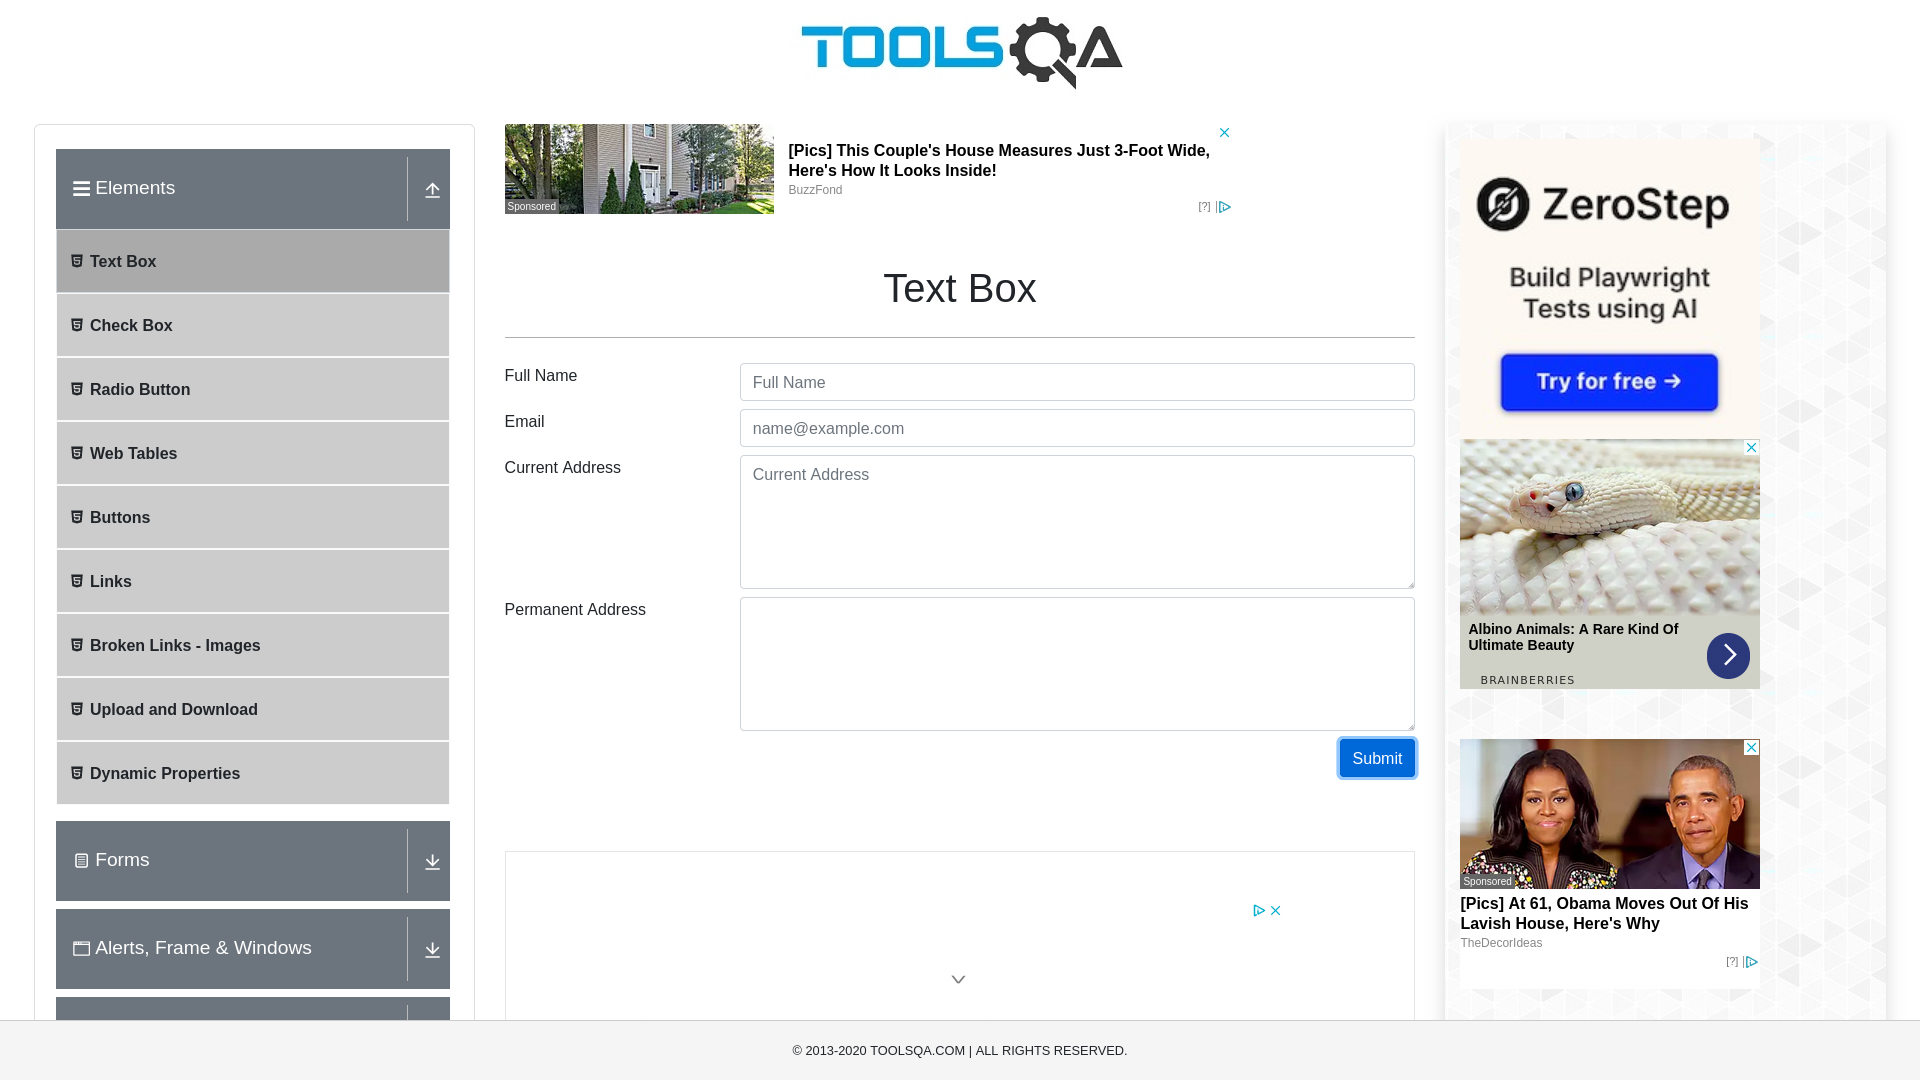 TOOLSQA
Elements
Text Box
Check Box
Radio Button
Web Tables
Buttons
Links
Broken Links - Images
Upload and Download
Dynamic Properties
Forms
Alerts, Frame & Windows
Sponsored
[Pics] This Couple's House Measures Just 3-Foot Wide,
Here's How It Looks Inside!
BuzzFond
[?]
Text Box
Full Name
Full Name
Email
name@example.com
Current Address
Current Address
Permanent Address
Submit
ZeroStep
Build Playwright
Tests using AI
Try for free →
Albino Animals: A Rare Kind Of
Ultimate Beauty
BRAINBERRIES
Sponsored
[Pics] At 61, Obama Moves Out Of His
Lavish House, Here's Why
TheDecorIdeas
[?]
© 2013-2020 TOOLSQA.COM | ALL RIGHTS RESERVED.